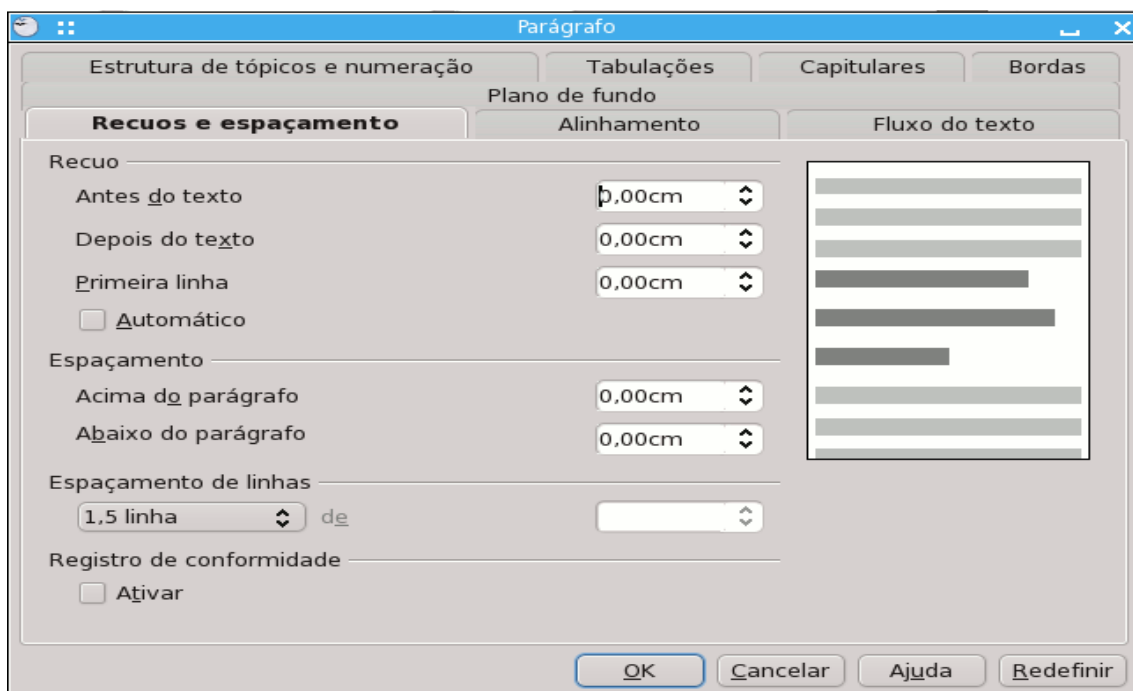 Parágrafo
Estrutura de tópicos e numeração Tabulações Capitulares Bordas
Plano de fundo
Recuos e espaçamento Alinhamento Fluxo do texto
Recuo
Antes do texto 0,00cm
Depois do texto 0,00cm
Primeira linha 0,00cm
Automático
Espaçamento
Acima do parágrafo 0,00cm
Abaixo do parágrafo 0,00cm
Espaçamento de linhas
1,5 linha de
Registro de conformidade
Ativar
OK Cancelar Ajuda Redefinir